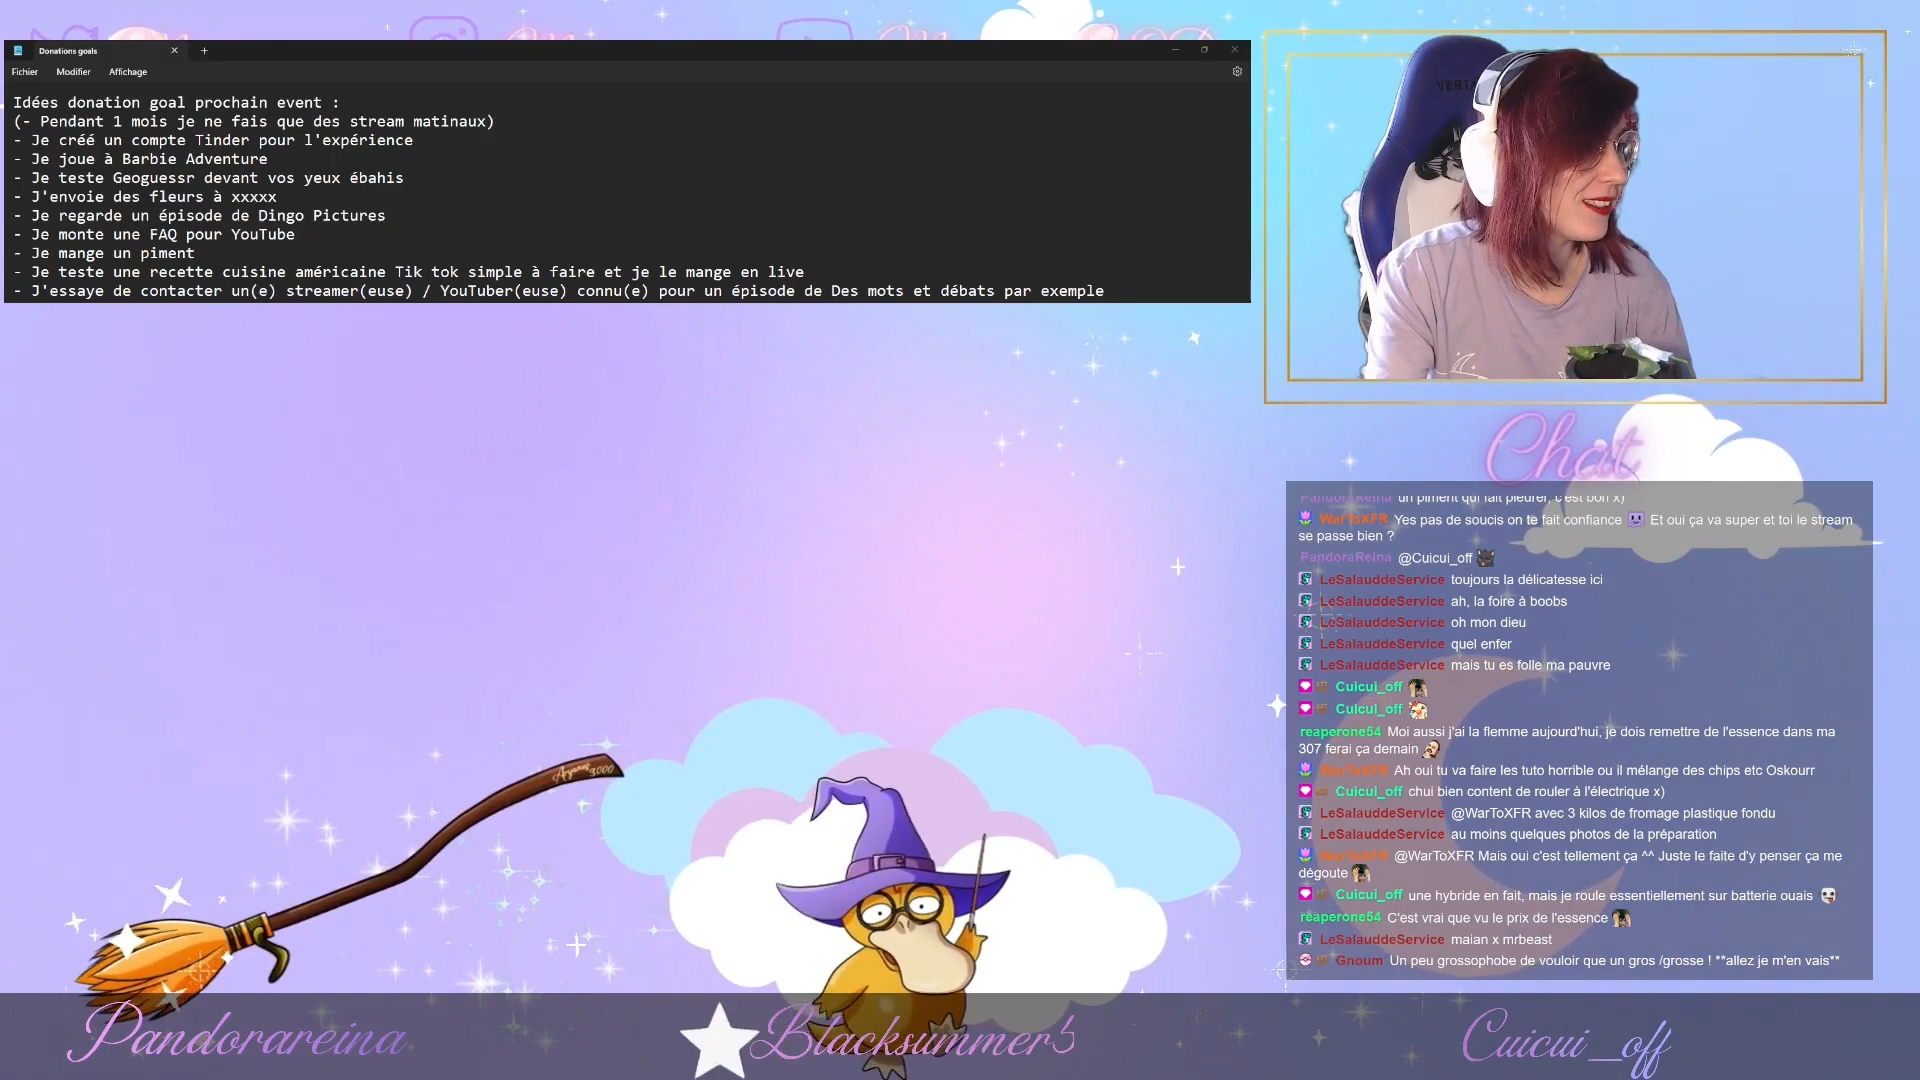 Donations goals
Fichier Modifier Affichage
Idées donation goal prochain event :
(- Pendant 1 mois je ne fais que des stream matinaux)
- Je créé un compte Tinder pour l'expérience
- Je joue à Barbie Adventure
- Je teste Geoguessr devant vos yeux ébahis
- J'envoie des fleurs à xxxxx
- Je regarde un épisode de Dingo Pictures
- Je monte une FAQ pour YouTube
- Je mange un piment
- Je teste une recette cuisine américaine Tik tok simple à faire et je le mange en live
- J'essaye de contacter un(e) streamer(euse) / YouTuber(euse) connu(e) pour un épisode de Des mots et débats par exemple
Chat
PandoraReina un piment qui fait pleurer, c'est bon x)
WarToXFR Yes pas de soucis on te fait confiance Et oui ça va super et toi le stream
se passe bien ?
PandoraReina @Cuicui_off
LeSalauddeService toujours la délicatesse ici
LeSalauddeService ah, la foire à boobs
LeSalauddeService oh mon dieu
LeSalauddeService quel enfer
LeSalauddeService mais tu es folle ma pauvre
Cuicui_off
Cuicui_off
reaperone54 Moi aussi j'ai la flemme aujourd'hui, je dois remettre de l'essence dans ma
307 ferai ça demain
WarToXFR Ah oui tu va faire les tuto horrible ou il mélange des chips etc Oskourr
Cuicui_off chui bien content de rouler à l'électrique x)
LeSalauddeService @WarToXFR avec 3 kilos de fromage plastique fondu
LeSalauddeService au moins quelques photos de la préparation
WarToXFR @WarToXFR Mais oui c'est tellement ça ^^ Juste le faite d'y penser ça me
dégoute
Cuicui_off une hybride en fait, mais je roule essentiellement sur batterie ouais
reaperone54 C'est vrai que vu le prix de l'essence
LeSalauddeService maian x mrbeast
Gnoum Un peu grossophobe de vouloir que un gros /grosse ! **allez je m'en vais**
3000
Pandorareina
Blacksummer5
Cuicui_off